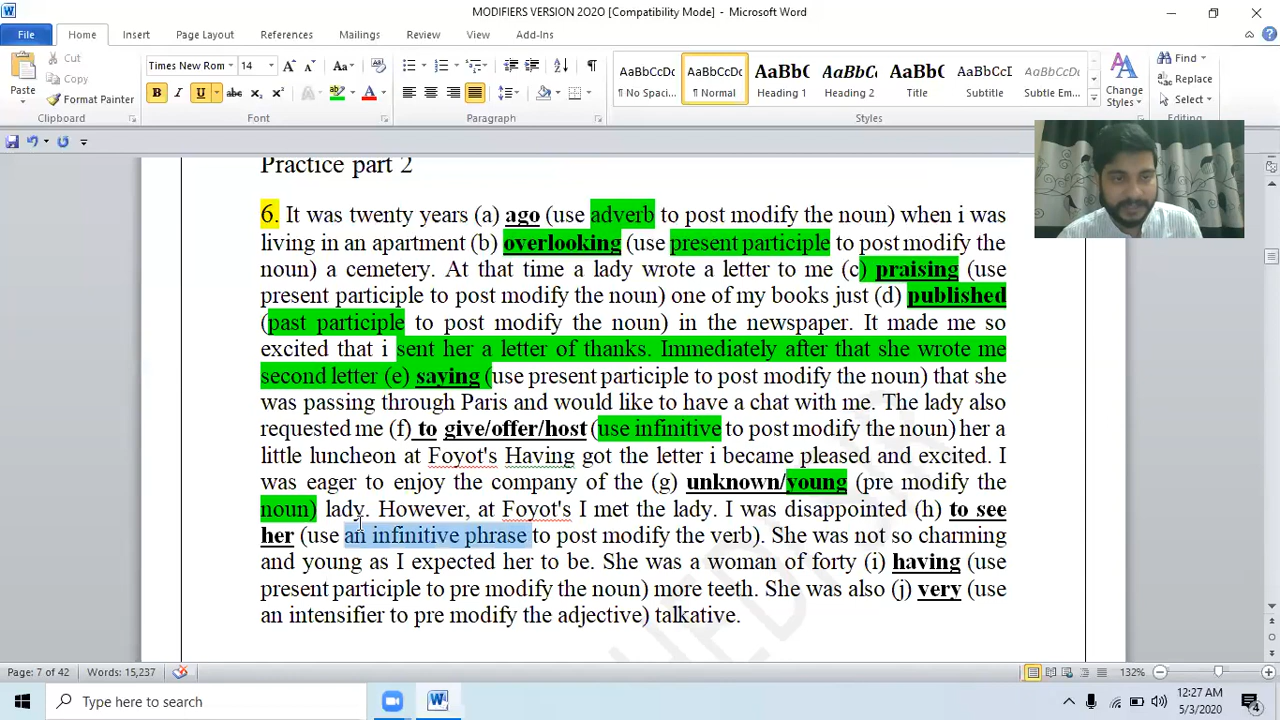 MODIFIERS VERSION 2020 [Compatibility Mode] - Microsoft Word
File Home Insert Page Layout References Mailings Review View Add-Ins
Paste Cut Copy Format Painter
Times New Rom 14
AaBbCcDc AaBbCcDc AaBbC AaBbCc AaBbC AaBbCcDc AaBbCcDc
¶ No Spaci... ¶ Normal Heading 1 Heading 2 Title Subtitle Subtle Em...
Change Styles
Find Replace Select
Clipboard Font Paragraph Styles Editing
Practice part 2
6. It was twenty years (a) ago (use adverb to post modify the noun) when i was
living in an apartment (b) overlooking (use present participle to post modify the
noun) a cemetery. At that time a lady wrote a letter to me (c) praising (use
present participle to post modify the noun) one of my books just (d) published
(past participle to post modify the noun) in the newspaper. It made me so
excited that i sent her a letter of thanks. Immediately after that she wrote me
second letter (e) saying (use present participle to post modify the noun) that she
was passing through Paris and would like to have a chat with me. The lady also
requested me (f) to give/offer/host (use infinitive to post modify the noun) her a
little luncheon at Foyot's Having got the letter i became pleased and excited. I
was eager to enjoy the company of the (g) unknown/young (pre modify the
noun) lady. However, at Foyot's I met the lady. I was disappointed (h) to see
her (use an infinitive phrase to post modify the verb). She was not so charming
and young as I expected her to be. She was a woman of forty (i) having (use
present participle to pre modify the noun) more teeth. She was also (j) very (use
an intensifier to pre modify the adjective) talkative.
Page: 7 of 42 Words: 15,237 132%
Type here to search 12:27 AM
5/3/2020 4